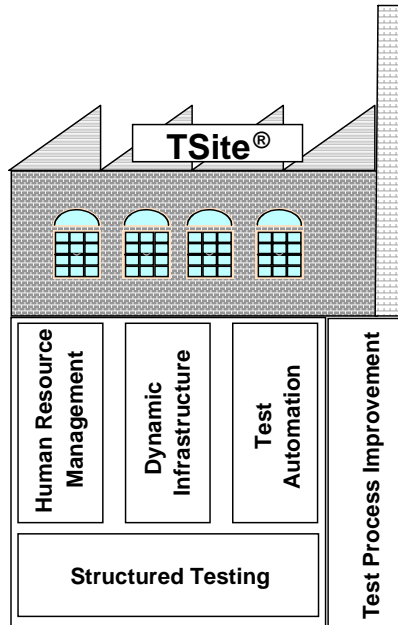 TSite®
Human Resource
Management
Dynamic
Infrastructure
Test
Automation
Test Process Improvement
Structured Testing